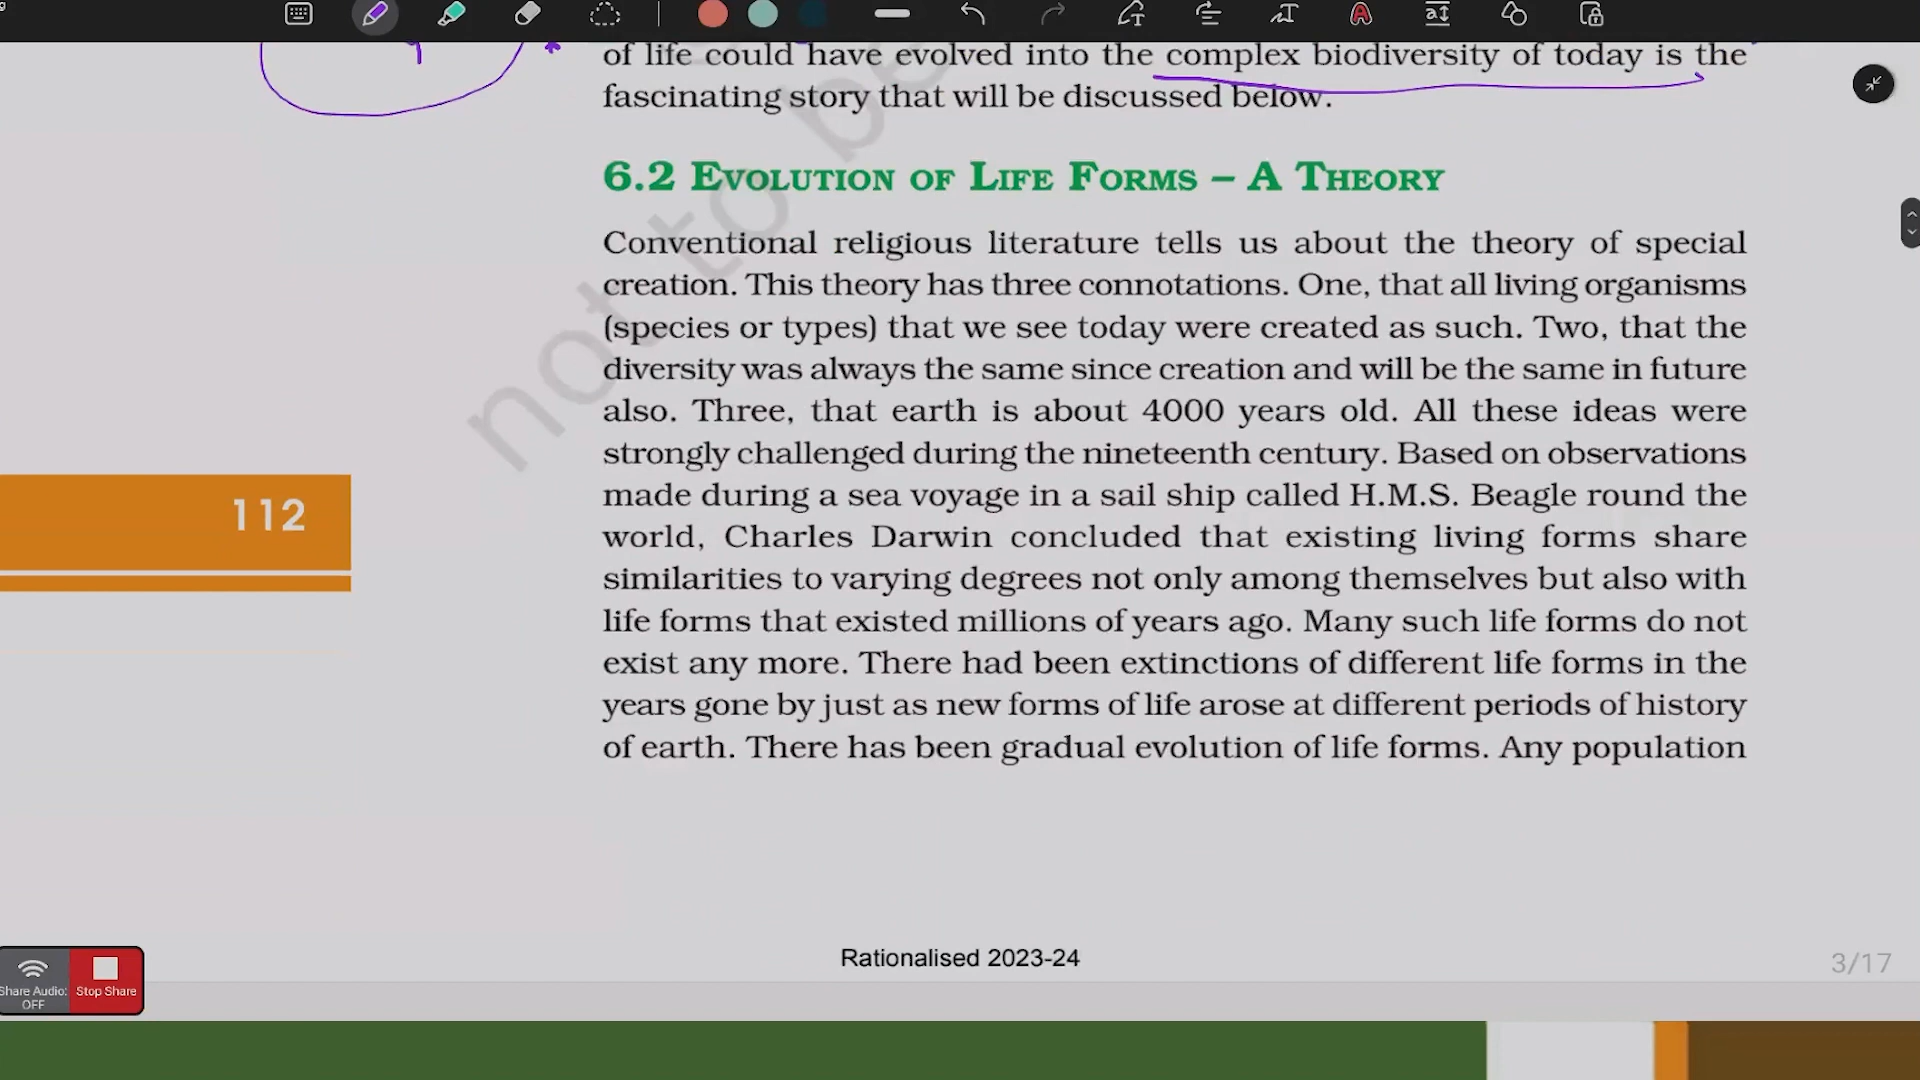 of life could have evolved into the complex biodiversity of today is the
fascinating story that will be discussed below.
6.2 EVOLUTION OF LIFE FORMS – A THEORY
Conventional religious literature tells us about the theory of special
creation. This theory has three connotations. One, that all living organisms
(species or types) that we see today were created as such. Two, that the
diversity was always the same since creation and will be the same in future
also. Three, that earth is about 4000 years old. All these ideas were
strongly challenged during the nineteenth century. Based on observations
made during a sea voyage in a sail ship called H.M.S. Beagle round the
world, Charles Darwin concluded that existing living forms share
similarities to varying degrees not only among themselves but also with
life forms that existed millions of years ago. Many such life forms do not
exist any more. There had been extinctions of different life forms in the
years gone by just as new forms of life arose at different periods of history
of earth. There has been gradual evolution of life forms. Any population
not to be
112
Rationalised 2023-24
3/17
Share Audio:
OFF
Stop Share